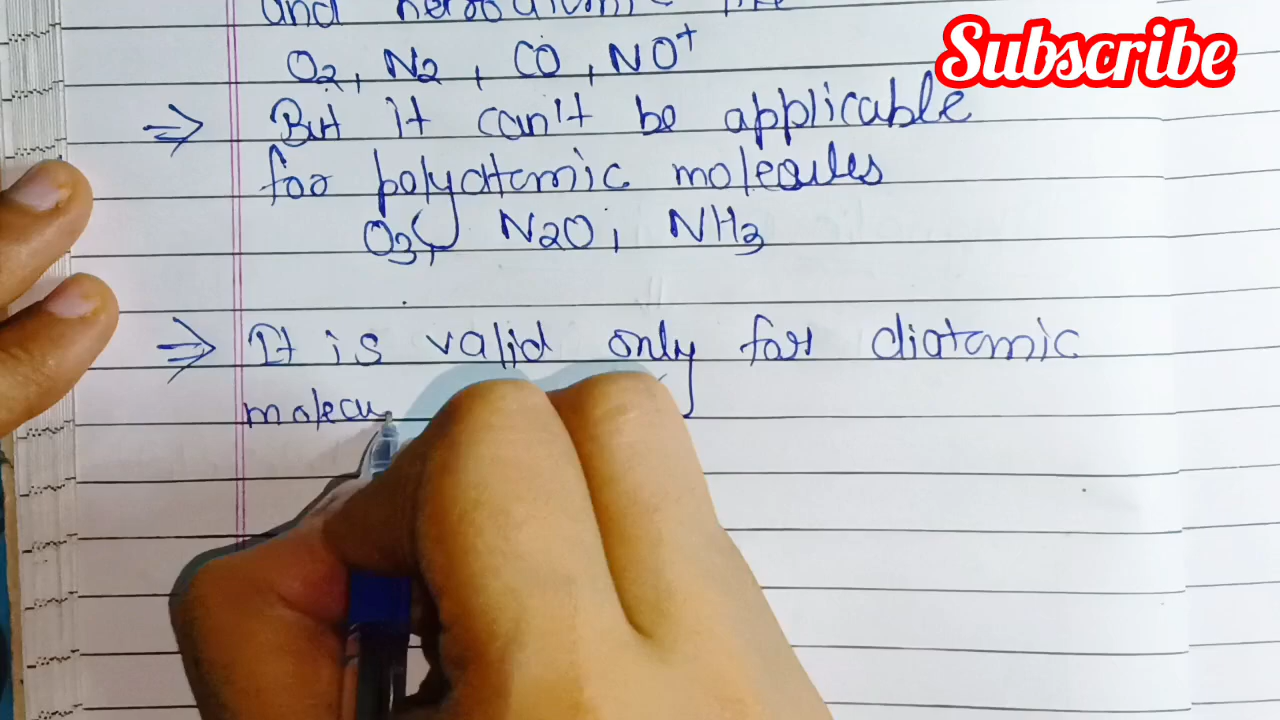 Subscribe
O2, N2, CO, NO+
⇒ But it can't be applicable
for polyatomic molecules
O3, N2O, NH3
⇒ It is valid only for diatomic
molecu